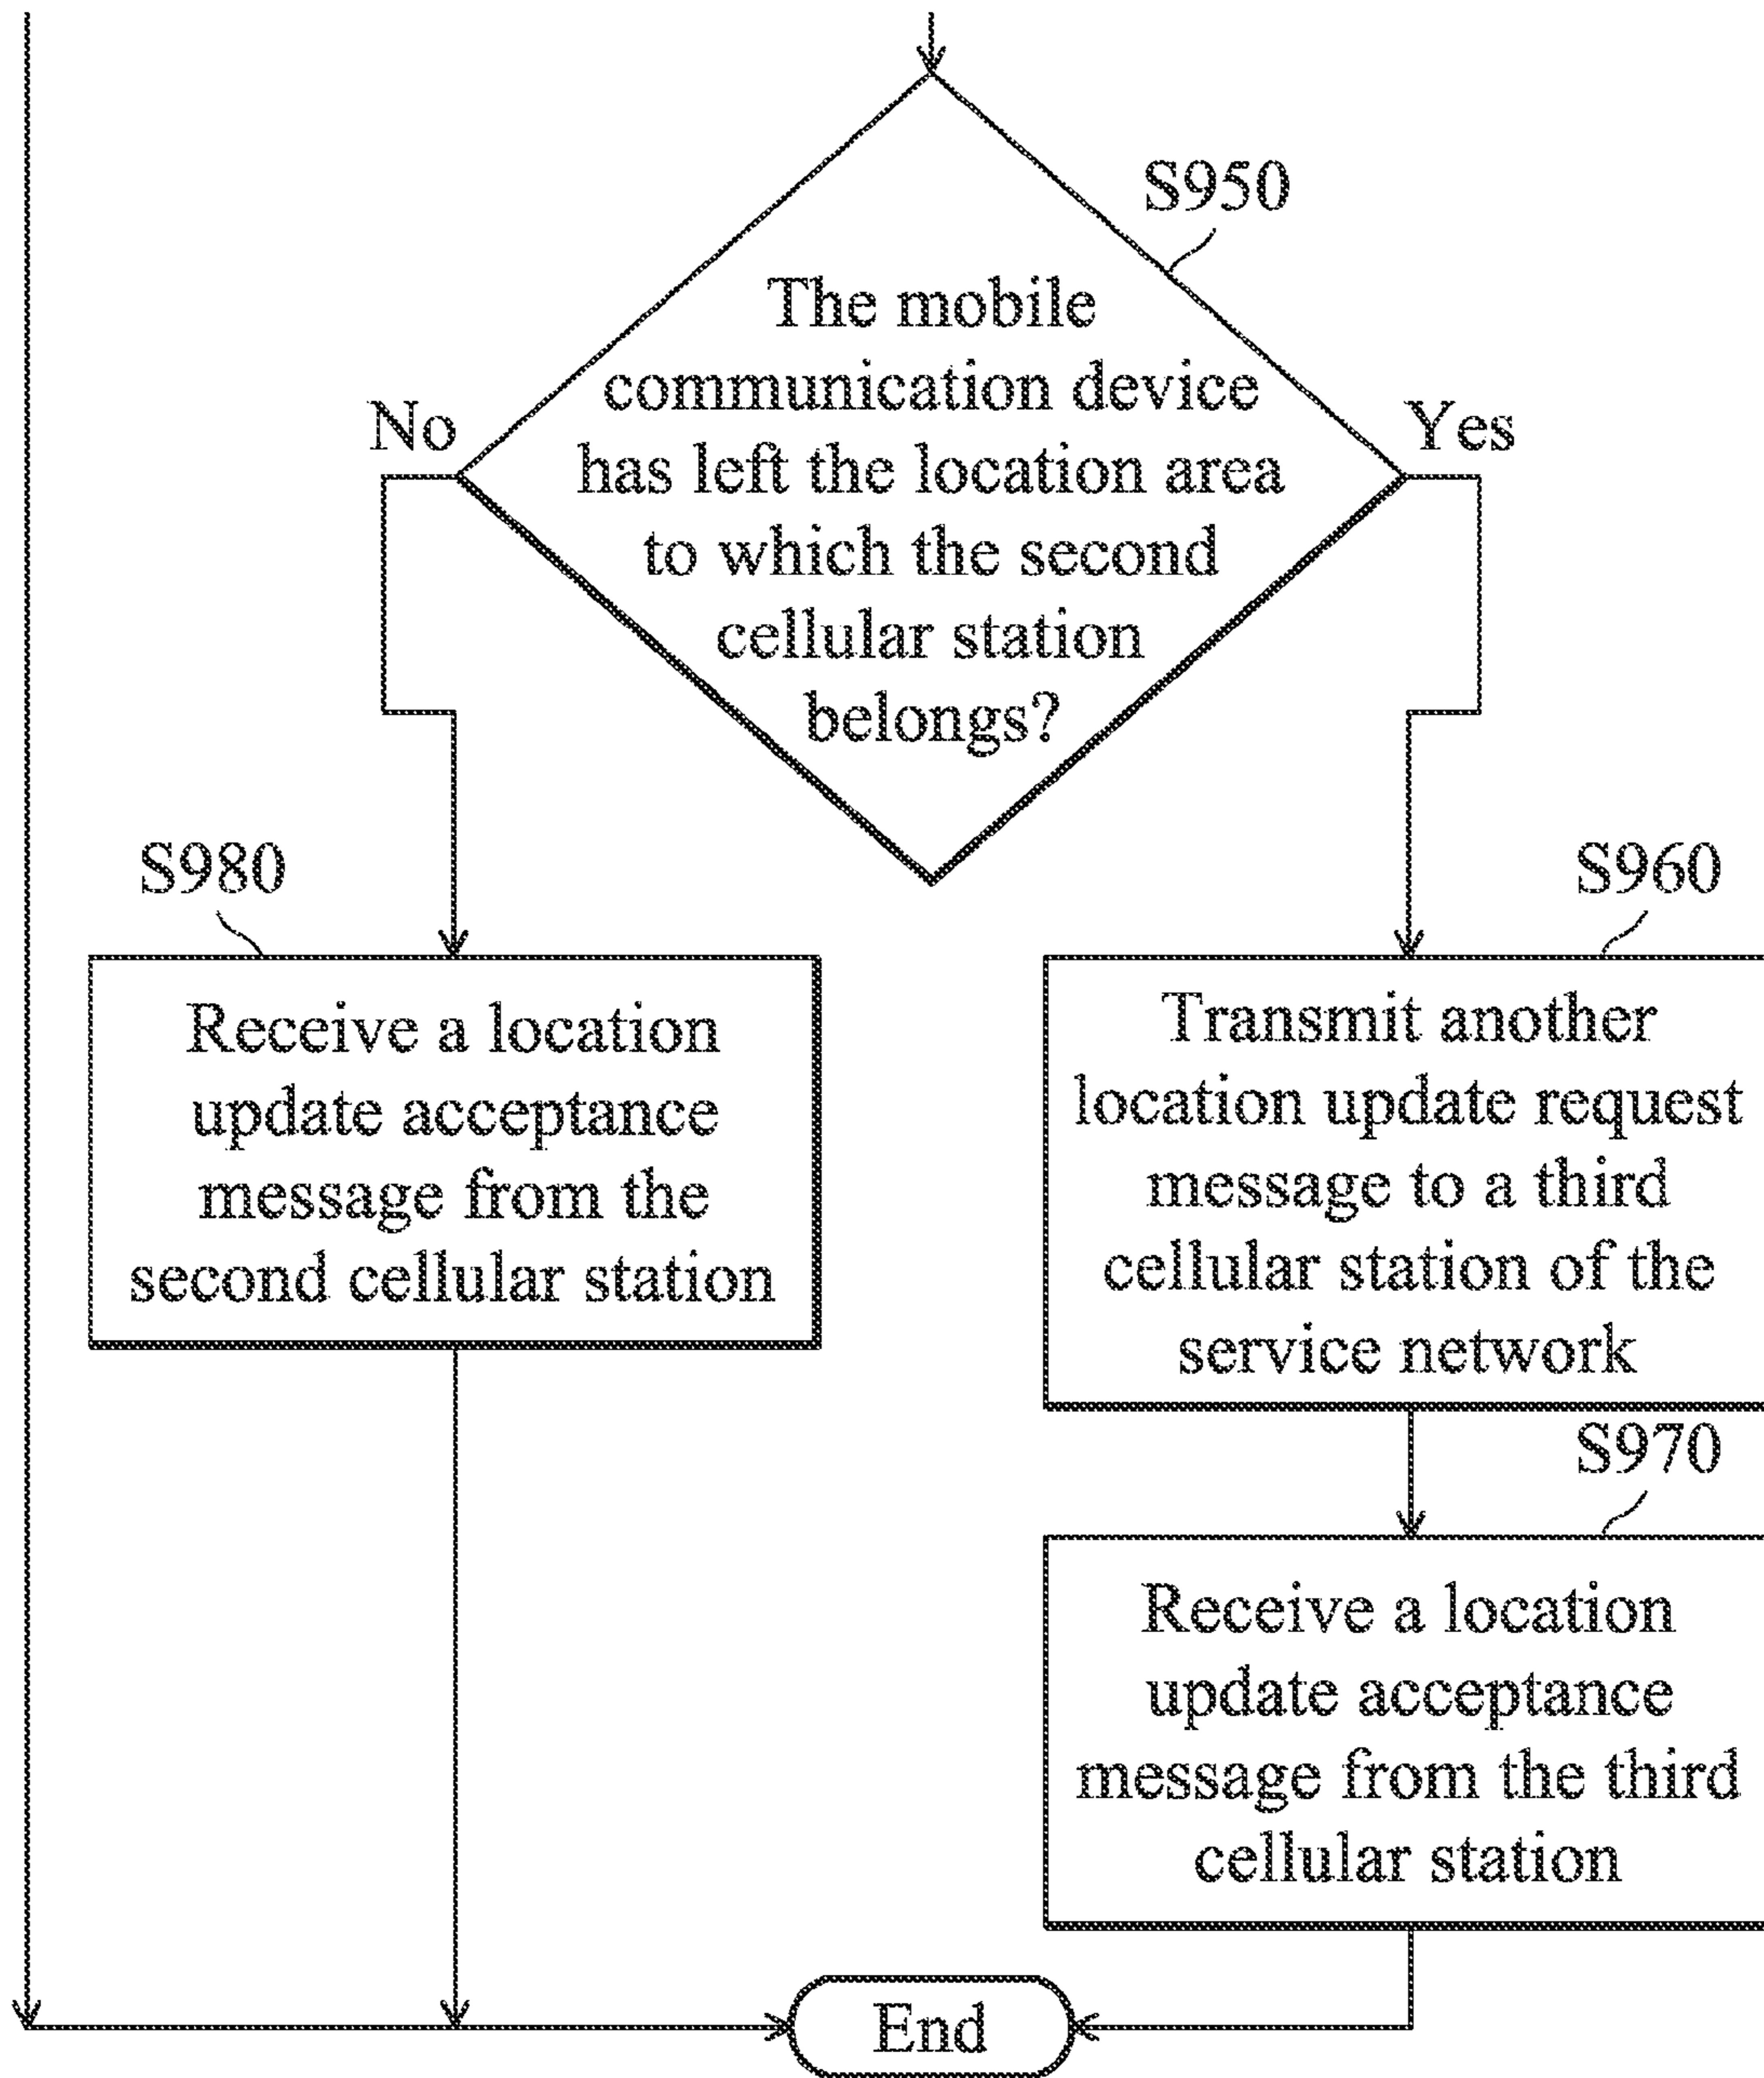 S950
The mobile
communication device
has left the location area
to which the second
cellular station
belongs?
No
Yes
S980
Receive a location
update acceptance
message from the
second cellular station
S960
Transmit another
location update request
message to a third
cellular station of the
service network
S970
Receive a location
update acceptance
message from the third
cellular station
End